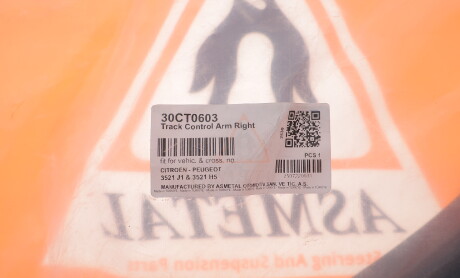 30CT0603
Track Control Arm Right
fit for vehic. & cross. no.
PCS 1
CITROËN - PEUGEOT
3521 J1 & 3521 H5
MANUFACTURED BY ASMETAL
ASMETAL
Steering And Suspension Parts